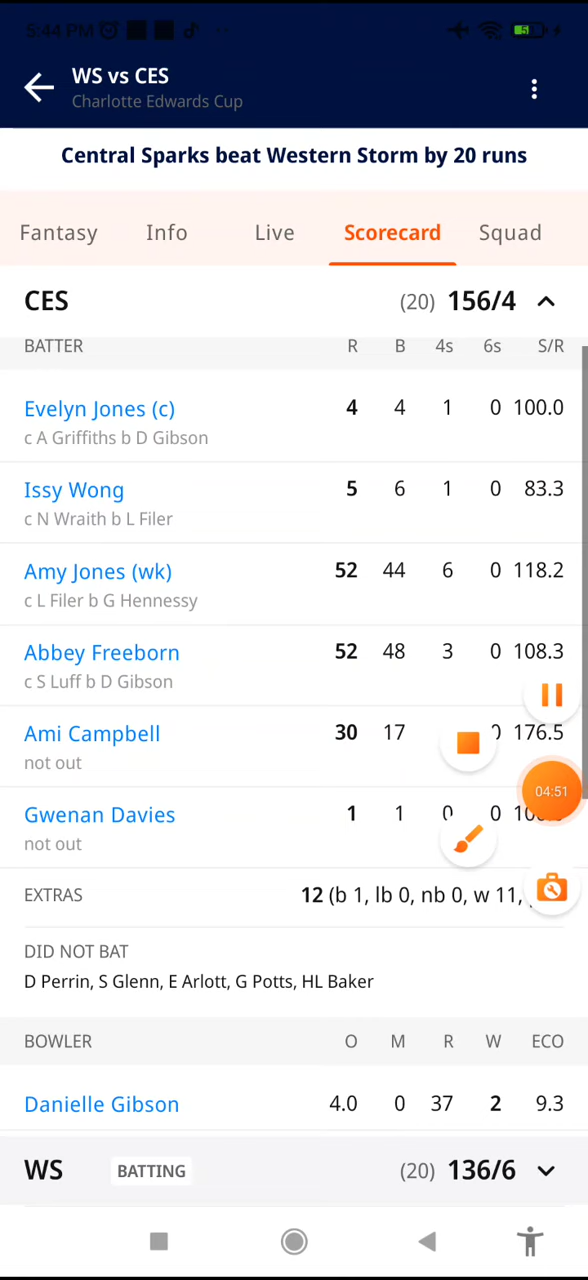 5:44 PM
WS vs CES
Charlotte Edwards Cup
Central Sparks beat Western Storm by 20 runs
Fantasy Info Live Scorecard Squad
CES (20) 156/4
BATTER R B 4s 6s S/R
Evelyn Jones (c) 4 4 1 0 100.0
c A Griffiths b D Gibson
Issy Wong 5 6 1 0 83.3
c N Wraith b L Filer
Amy Jones (wk) 52 44 6 0 118.2
c L Filer b G Hennessy
Abbey Freeborn 52 48 3 0 108.3
c S Luff b D Gibson
Ami Campbell 30 17 0 176.5
not out
04:51
Gwenan Davies 1 1 0 0
not out
EXTRAS 12 (b 1, lb 0, nb 0, w 11,
DID NOT BAT
D Perrin, S Glenn, E Arlott, G Potts, HL Baker
BOWLER O M R W ECO
Danielle Gibson 4.0 0 37 2 9.3
WS BATTING (20) 136/6